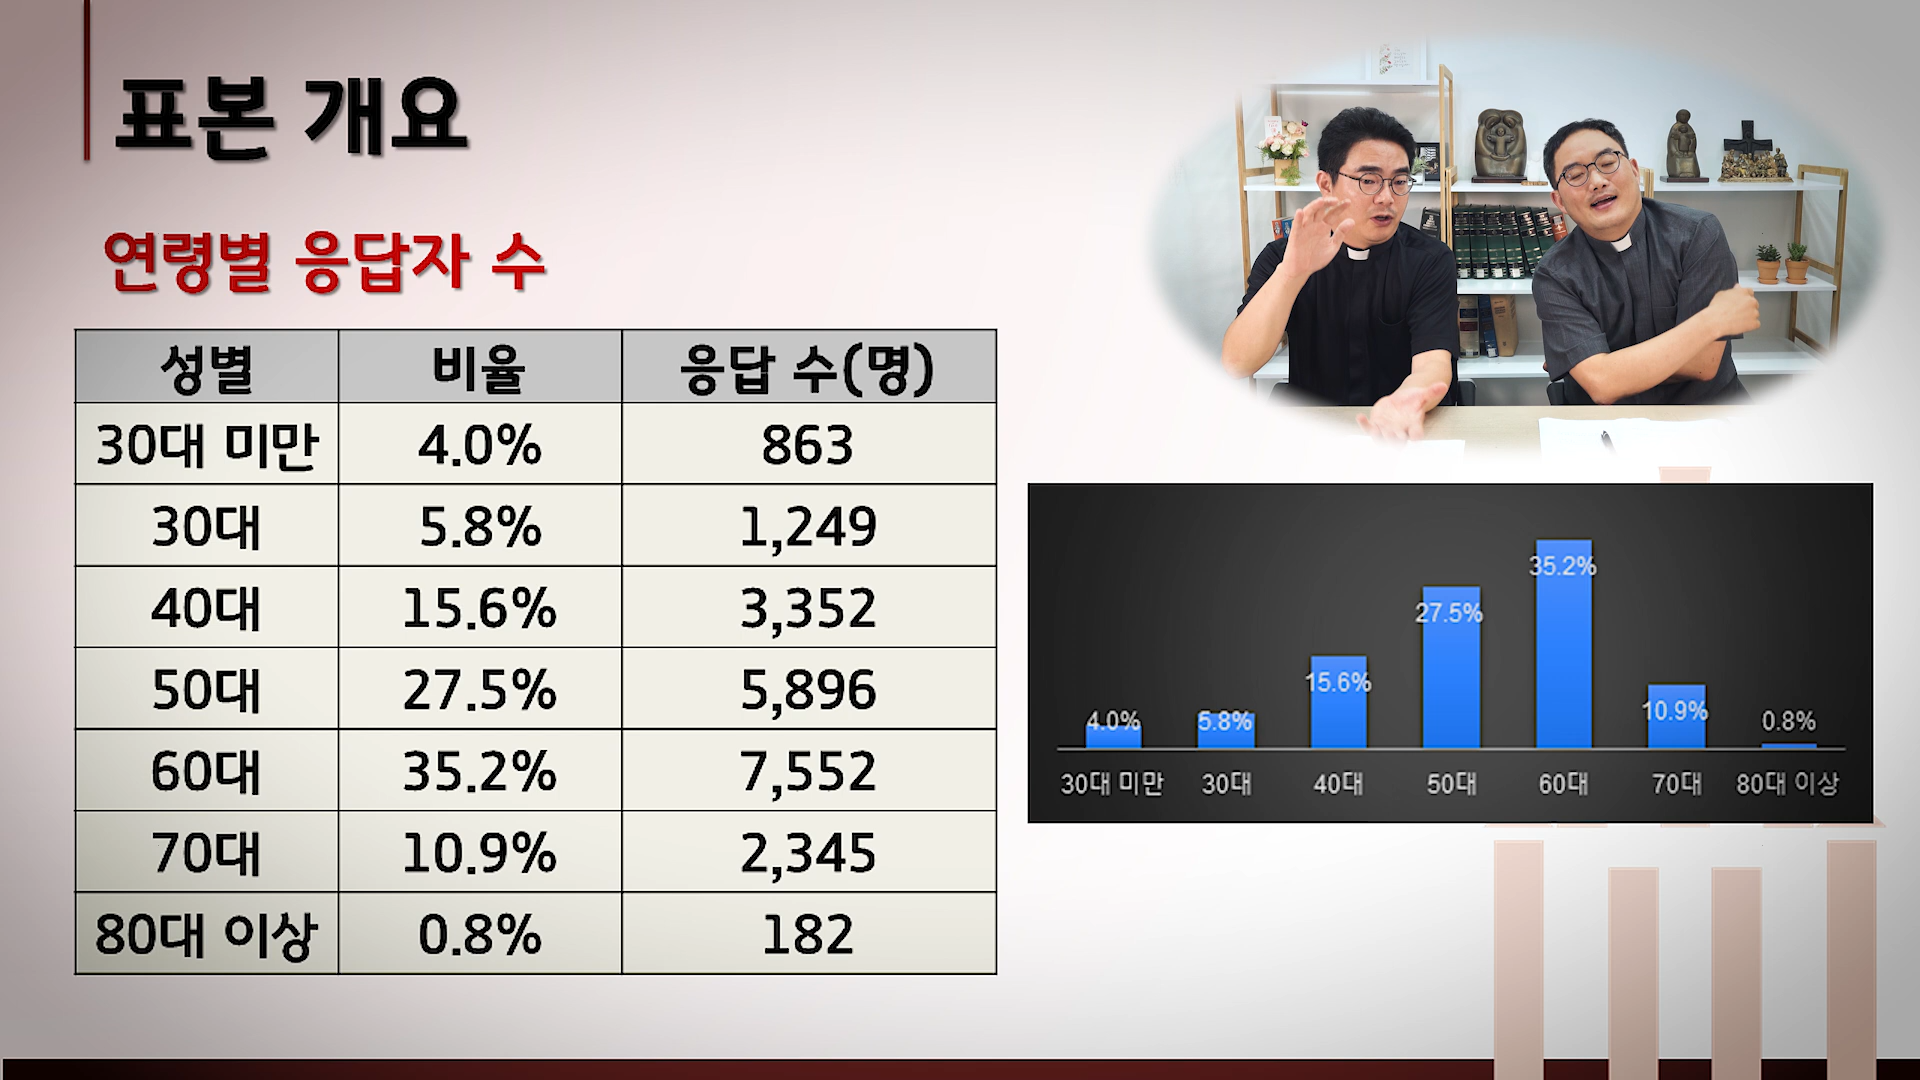 표본 개요
연령별 응답자 수
성별 비율 응답 수(명)
30대 미만 4.0% 863
30대 5.8% 1,249
40대 15.6% 3,352
50대 27.5% 5,896
60대 35.2% 7,552
70대 10.9% 2,345
80대 이상 0.8% 182
4.0% 5.8% 15.6% 27.5% 35.2% 10.9% 0.8%
30대 미만 30대 40대 50대 60대 70대 80대 이상